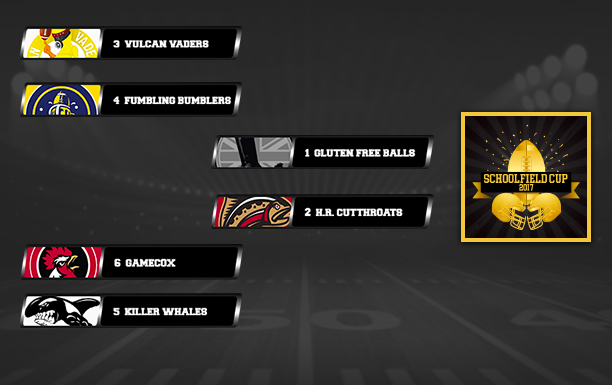 3 VULCAN VADERS
4 FUMBLING BUMBLERS
1 GLUTEN FREE BALLS
SCHOOLFIELD CUP
2017
2 H.R. CUTTHROATS
6 GAMECOX
5 KILLER WHALES
50